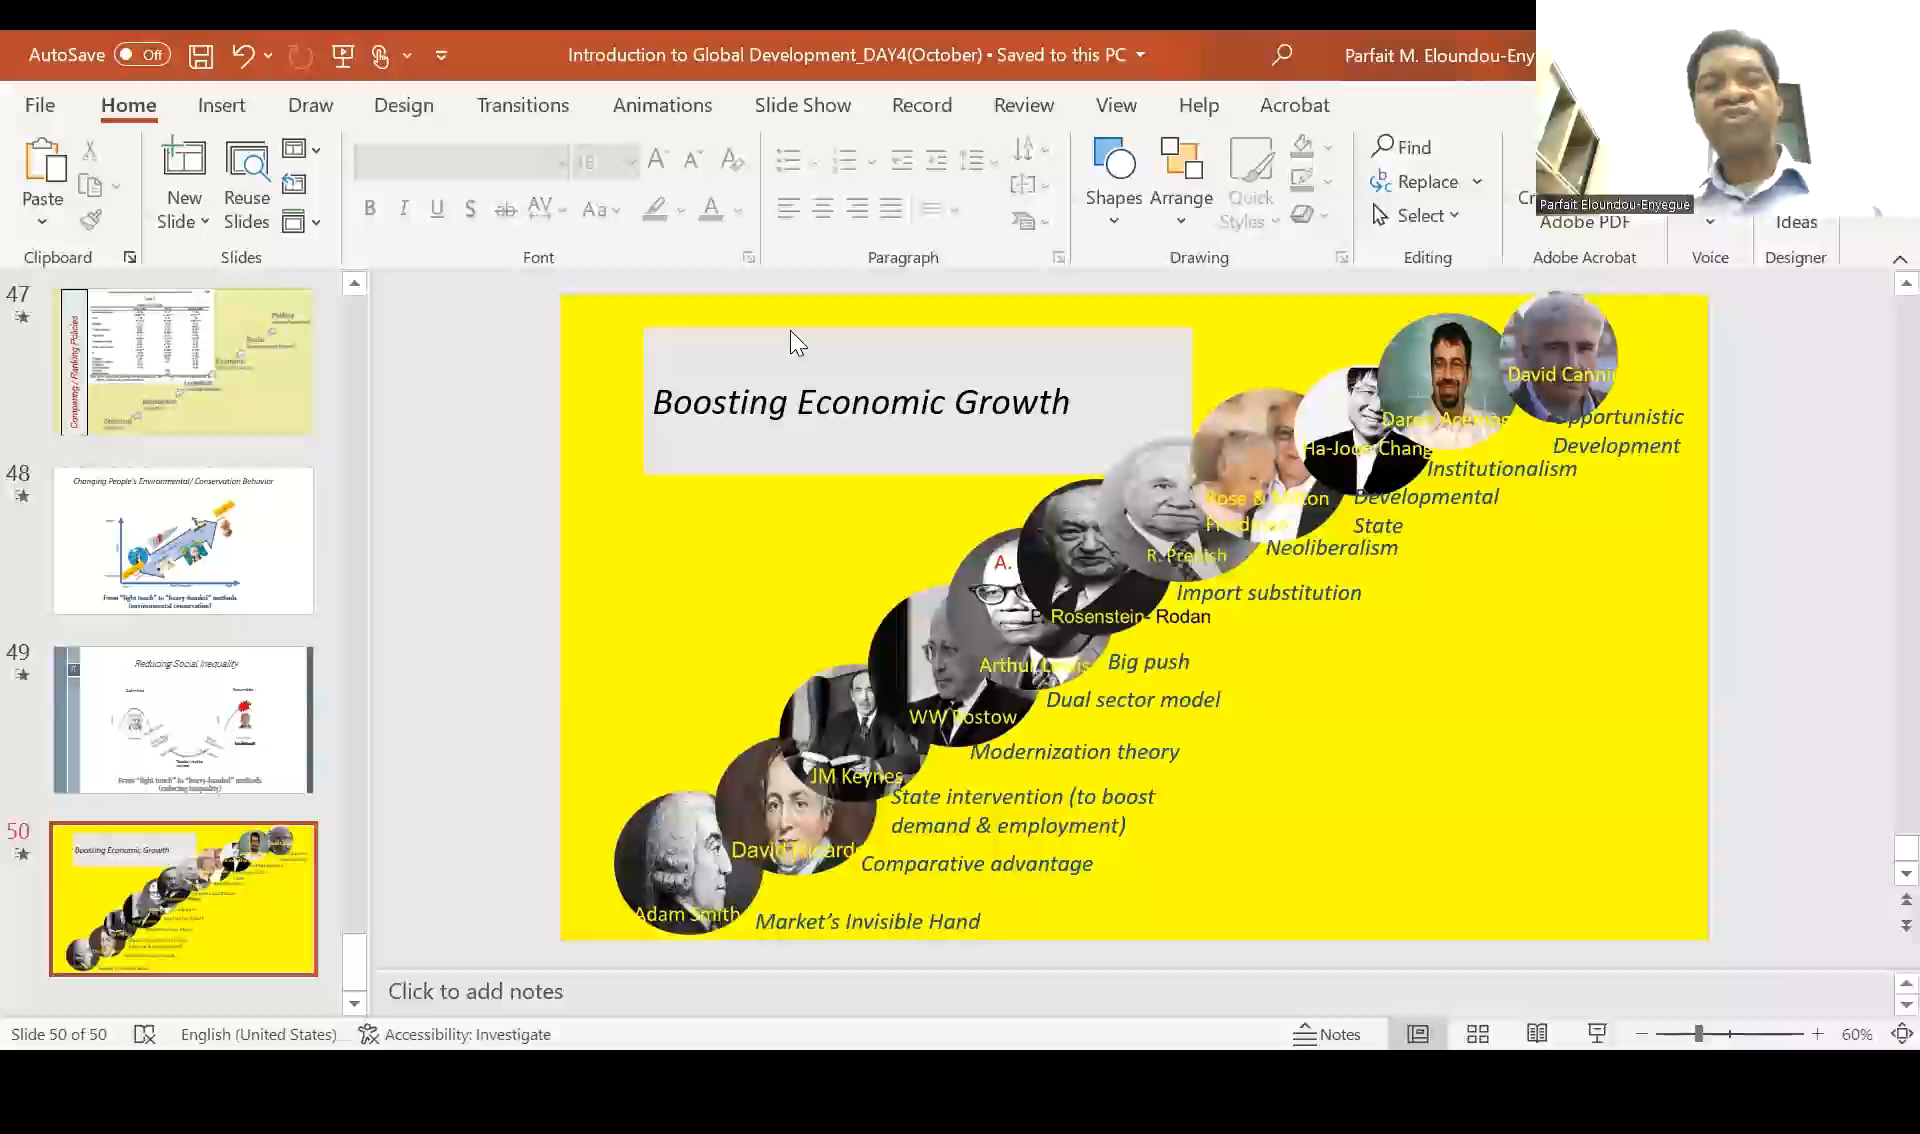 AutoSave Off
Introduction to Global Development_DAY4(October) • Saved to this PC
Parfait M. Eloundou-Eny
File Home Insert Draw Design Transitions Animations Slide Show Record Review View Help Acrobat
Paste
New Slide
Reuse Slides
18
B I U S ab AV Aa A
Shapes
Arrange
Quick Styles
Find
Replace
Select
Adobe PDF
Ideas
Clipboard
Slides
Font
Paragraph
Drawing
Editing
Adobe Acrobat
Voice
Designer
Parfait Eloundou-Enyegue
47
Comparing / Ranking Policies
48
Changing People's Environmental/ Conservation Behavior
From "light touch" to "heavy-handed" methods
(environmental conservation)
49
Reducing Social Inequality
From "light touch" to "heavy-handed" methods
(reducing inequality)
50
Boosting Economic Growth
Boosting Economic Growth
David Canni
Opportunistic
Development
Ha-Joon Chang
Institutionalism
Rose & Milton
Friedman
Developmental
State
R. Prebish
Neoliberalism
A.
Import substitution
P. Rosenstein- Rodan
Arthur Lewis
Big push
Dual sector model
WW Rostow
Modernization theory
JM Keynes
State intervention (to boost
demand & employment)
David Ricardo
Comparative advantage
Adam Smith
Market's Invisible Hand
Click to add notes
Slide 50 of 50
English (United States)
Accessibility: Investigate
Notes
60%